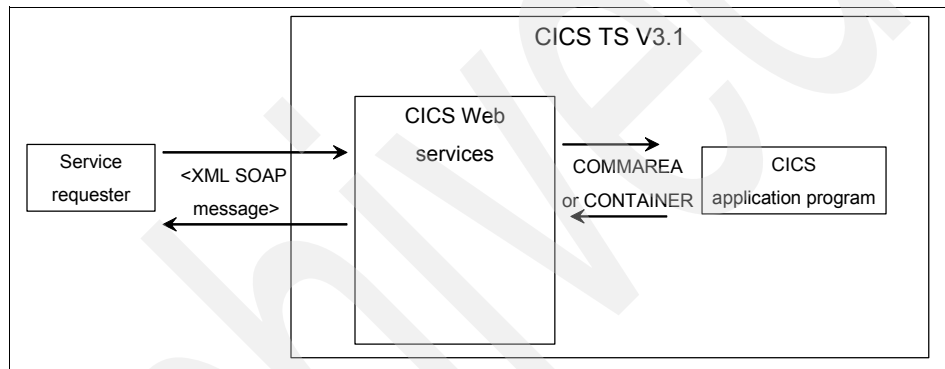 CICS TS V3.1
CICS Web
services
Service
requester
<XML SOAP
message>
COMMAREA
or CONTAINER
CICS
application program